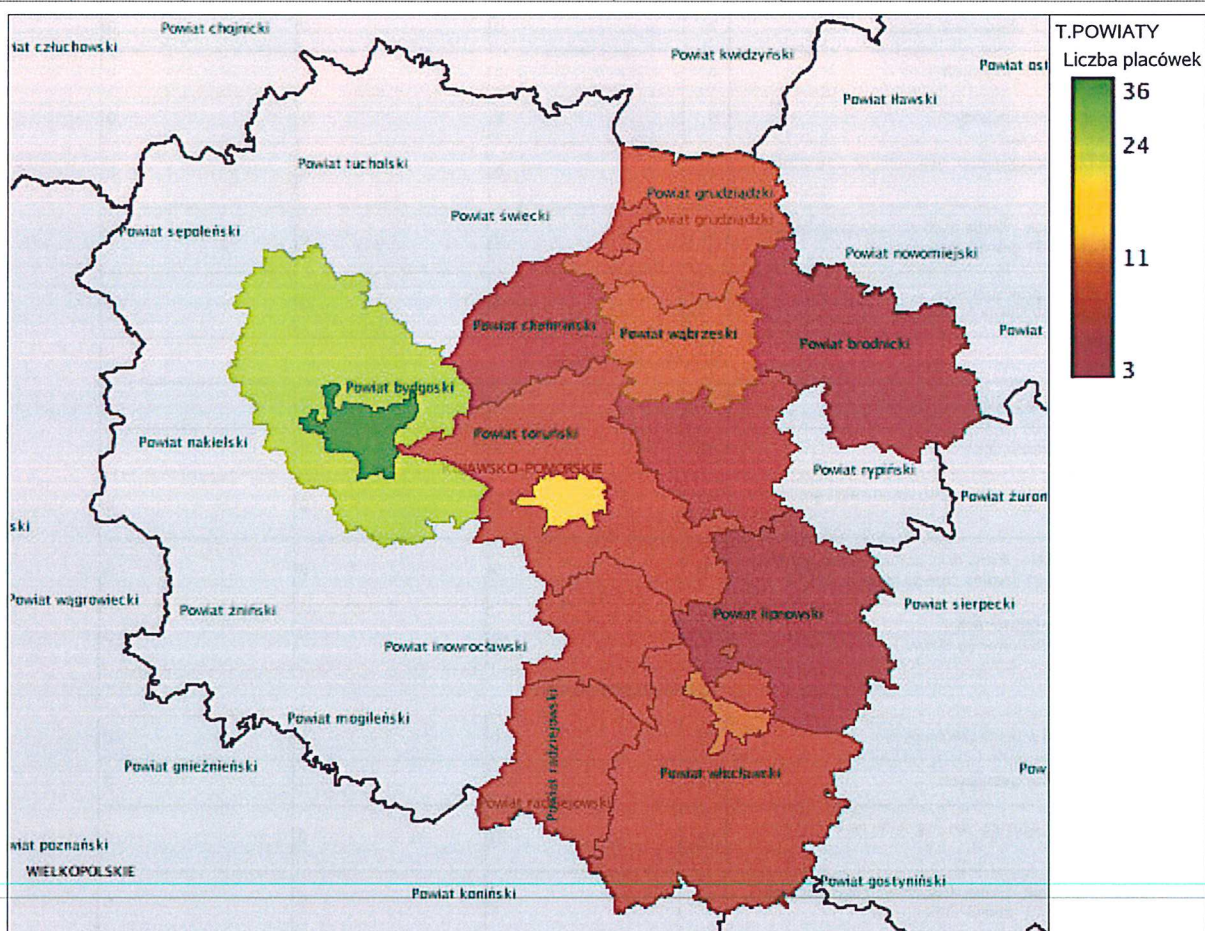 Powiat chojnicki
iat człuchowski
Powiat kwidzyński
Powiat ost
Powiat iławski
Powiat tucholski
Powiat grudziądzki
Powiat świecki
Powiat grudziądzki
Powiat sępoleński
Powiat nowomiejski
Powiat chełmiński
Powiat wąbrzeski
Powiat
Powiat brodnicki
Powiat bydgoski
Powiat toruński
Powiat nakielski
Powiat rypiński
Powiat żuron
ski
Powiat wągrowiecki
Powiat żniński
Powiat sierpecki
Powiat lipnowski
Powiat inowrocławski
Powiat radziejowski
Powiat mogileński
Powiat gnieźnieński
Pow
Powiat włocławski
Powiat radziejowski
wiat poznański
WIELKOPOLSKIE
Powiat gostyniński
Powiat koniński
T.POWIATY
Liczba placówek
36
24
11
3